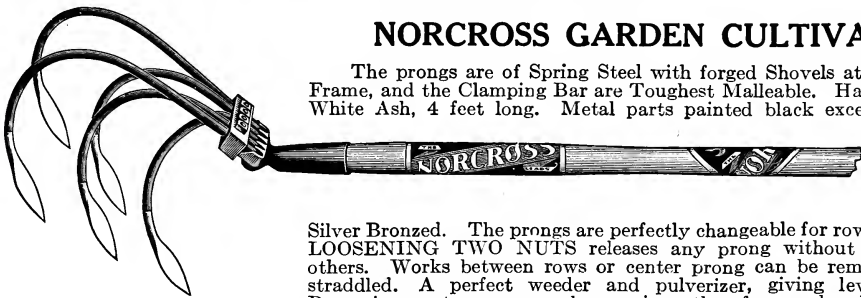 NORCROSS GARDEN CULTIVA
The prongs are of Spring Steel with forged Shovels at
Frame, and the Clamping Bar are Toughest Malleable. Ha
White Ash, 4 feet long. Metal parts painted black exce
NORCROSS
Silver Bronzed. The prongs are perfectly changeable for row
LOOSENING TWO NUTS releases any prong without
others. Works between rows or center prong can be rem
straddled. A perfect weeder and pulverizer, giving le